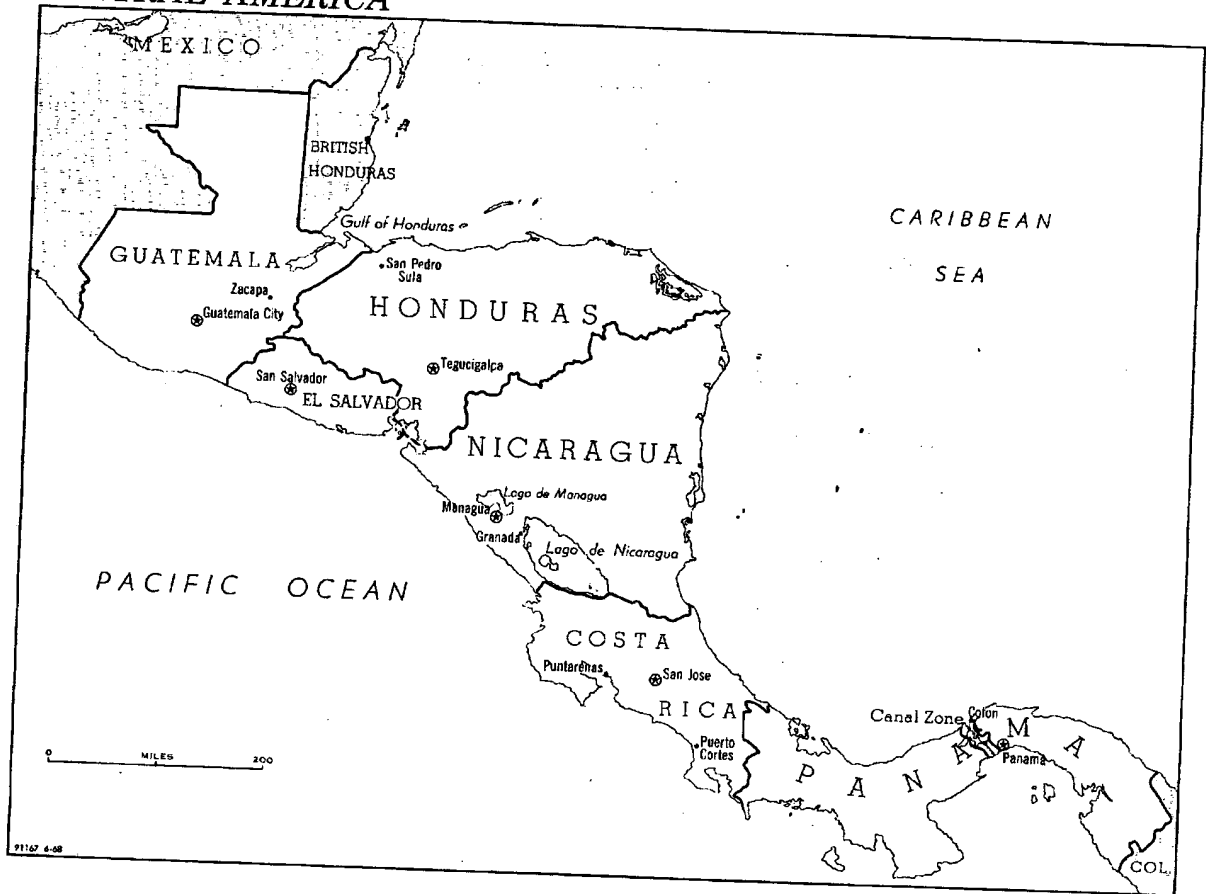 AMERICA
MEXICO
BRITISH
HONDURAS
Gulf of Honduras
CARIBBEAN
SEA
GUATEMALA
San Pedro
Sula
Zacapa
Guatemala City
HONDURAS
Tegucigalpa
San Salvador
EL SALVADOR
NICARAGUA
Lago de Managua
Managua
Granada
Lago de Nicaragua
PACIFIC OCEAN
COSTA
Puntarenas
San Jose
RICA
Canal Zone
Colon
Puerto
Cortes
PANAMA
Panama
0 MILES 200
COL
91167 6-68